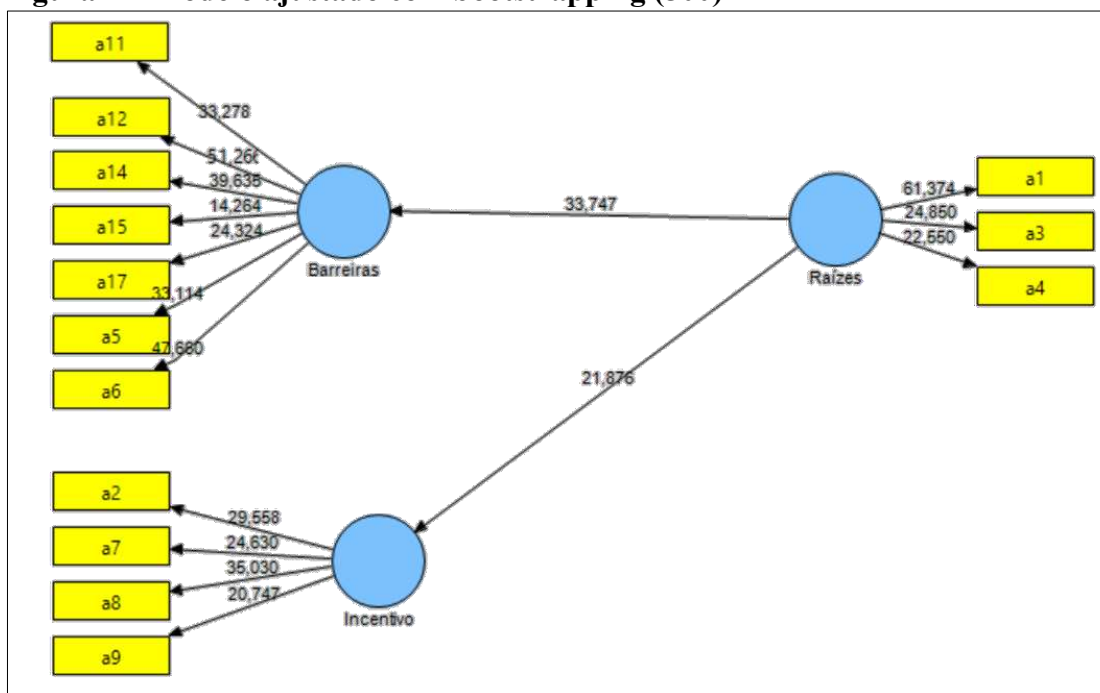 a11
33,278
a12
51,266
a14
39,635
a15
14,264
a17
24,324
a5
33,114
a6
47,660
Barreiras
33,747
Raízes
61,374
a1
24,850
a3
22,550
a4
21,876
a2
29,558
a7
24,630
a8
35,030
a9
20,747
Incentivo